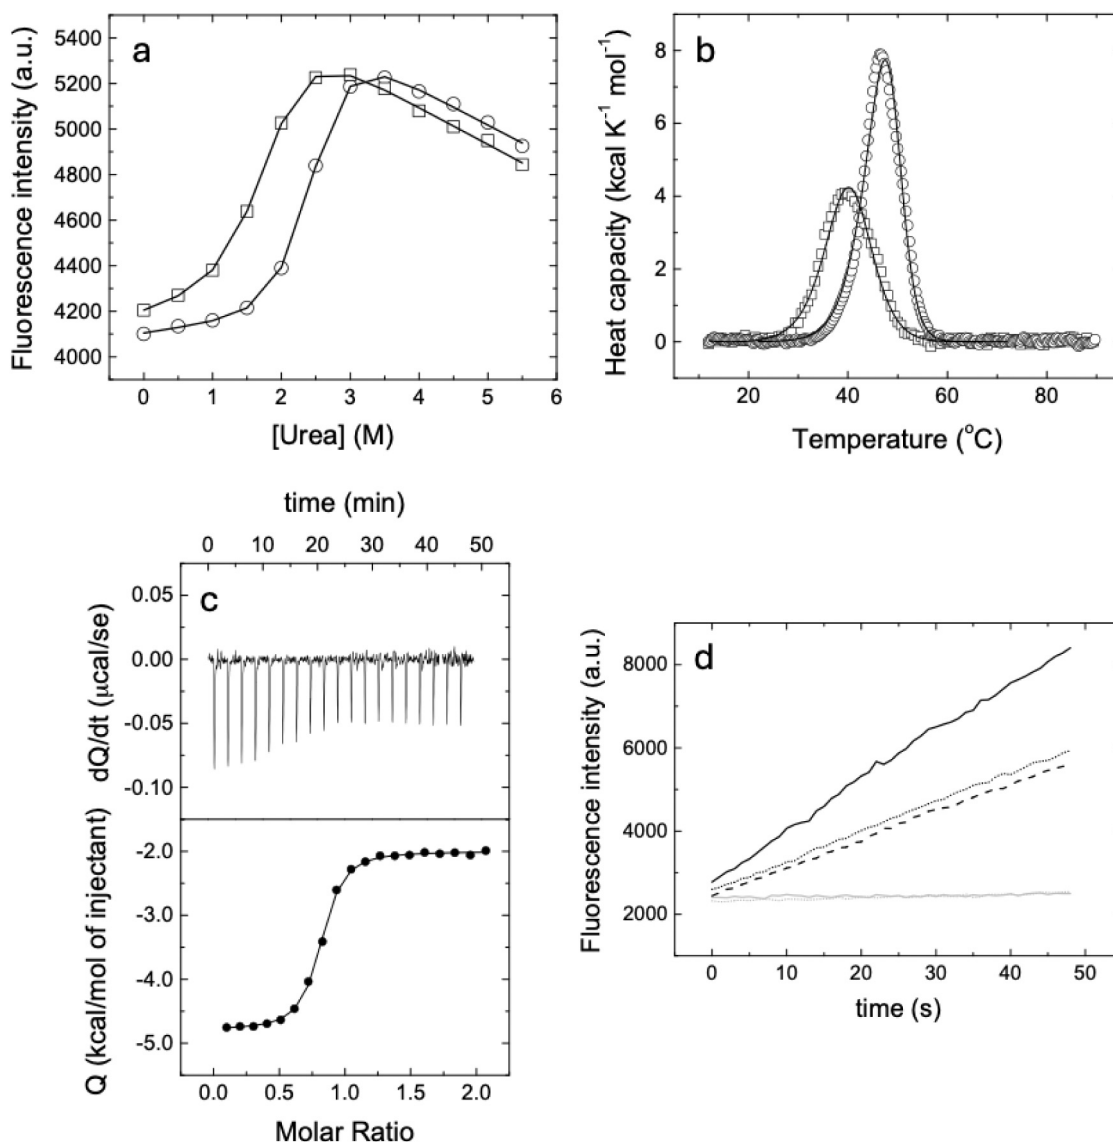 a
Fluorescence intensity (a.u.)
5400
5200
5000
4800
4600
4400
4200
4000
0 1 2 3 4 5 6
[Urea] (M)
b
Heat capacity (kcal K⁻¹ mol⁻¹)
8
6
4
2
0
20 40 60 80
Temperature (°C)
time (min)
0 10 20 30 40 50
c
dQ/dt (µcal/se)
0.05
0.00
-0.05
-0.10
Q (kcal/mol of injectant)
-2.0
-3.0
-4.0
-5.0
0.0 0.5 1.0 1.5 2.0
Molar Ratio
d
Fluorescence intensity (a.u.)
8000
6000
4000
2000
0 10 20 30 40 50
time (s)